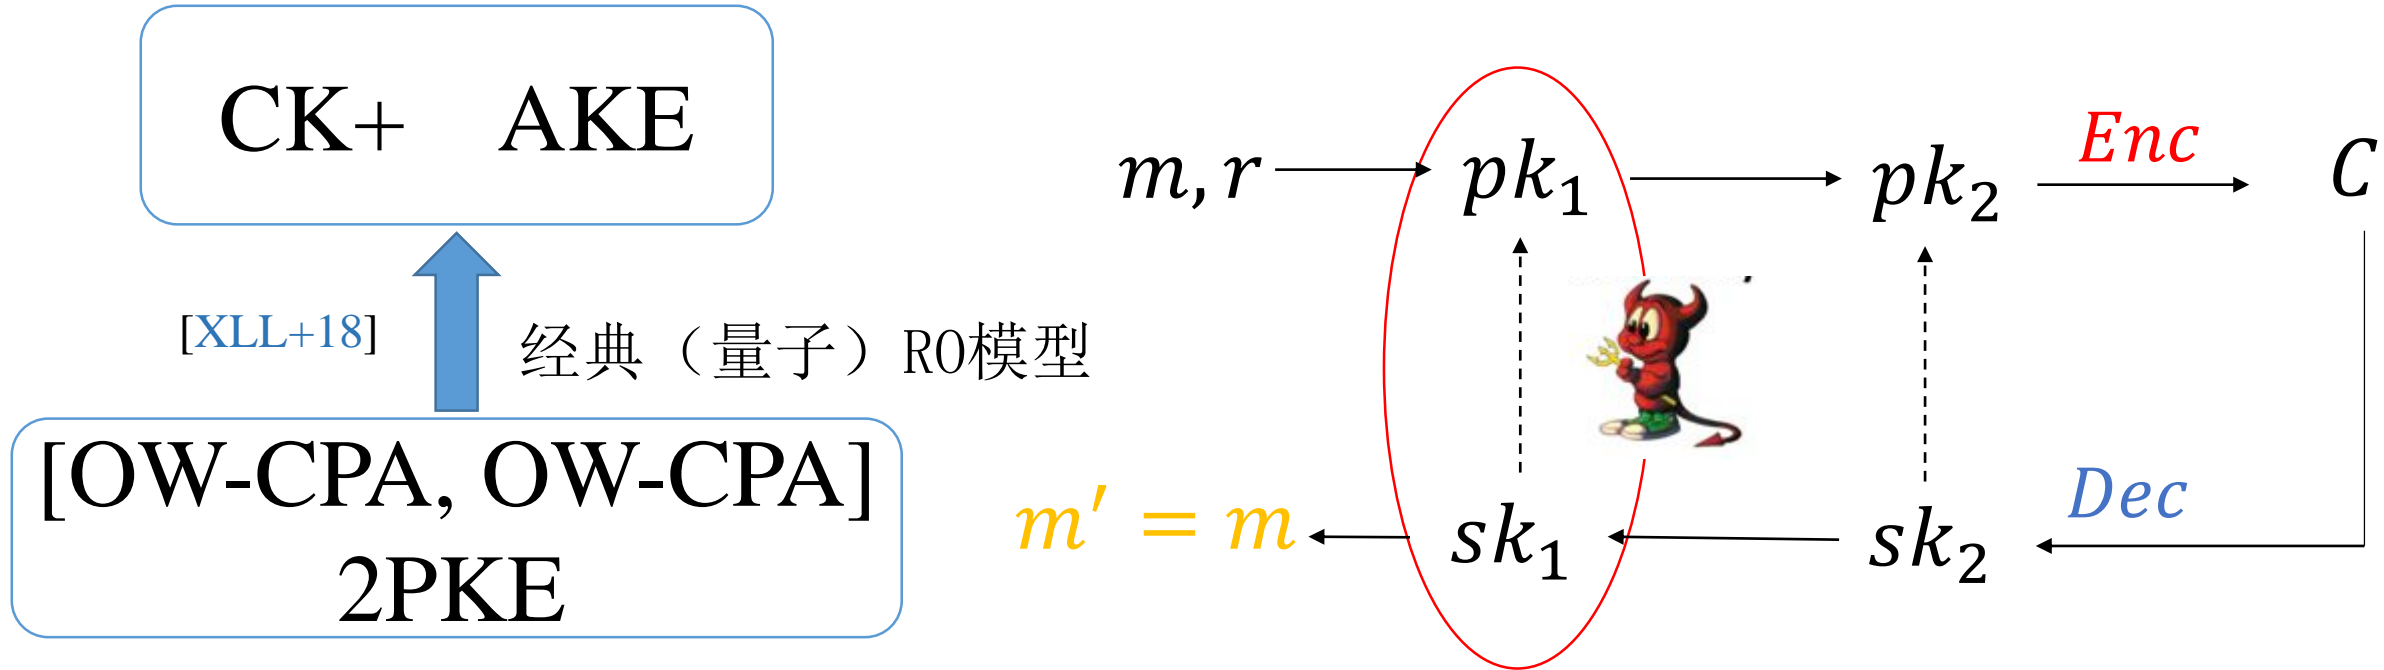 CK+ AKE
[XLL+18]
经典（量子）RO模型
[OW-CPA, OW-CPA]
2PKE
m, r pk₁ pk₂ Enc C
m′ = m sk₁ sk₂ Dec